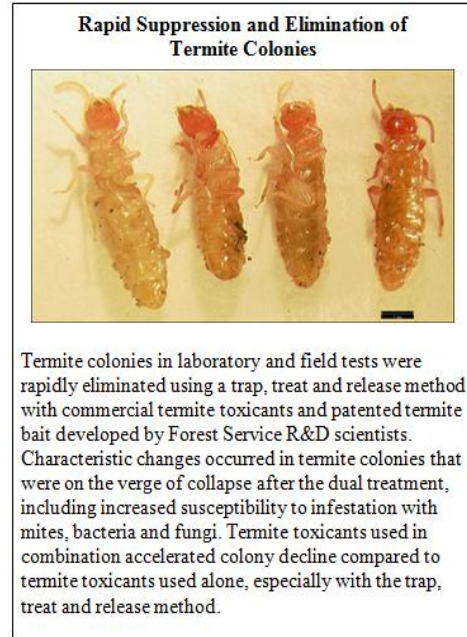 Rapid Suppression and Elimination of
Termite Colonies
Termite colonies in laboratory and field tests were
rapidly eliminated using a trap, treat and release method
with commercial termite toxicants and patented termite
bait developed by Forest Service R&D scientists.
Characteristic changes occurred in termite colonies that
were on the verge of collapse after the dual treatment,
including increased susceptibility to infestation with
mites, bacteria and fungi. Termite toxicants used in
combination accelerated colony decline compared to
termite toxicants used alone, especially with the trap,
treat and release method.